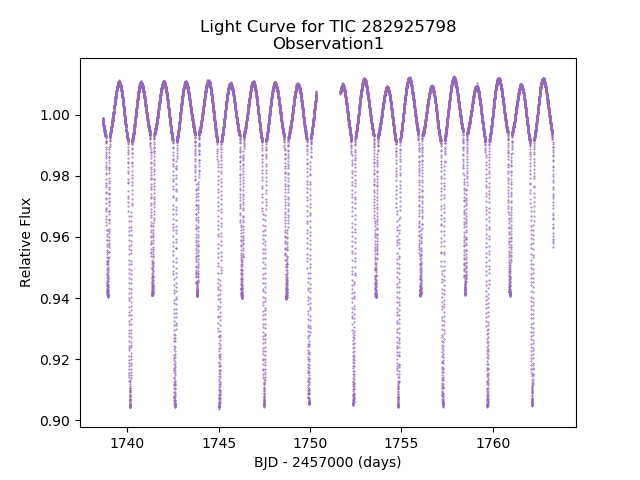 Light Curve for TIC 282925798
Observation1
1.00
0.98
0.96
0.94
0.92
0.90
Relative Flux
1740 1745 1750 1755 1760
BJD - 2457000 (days)